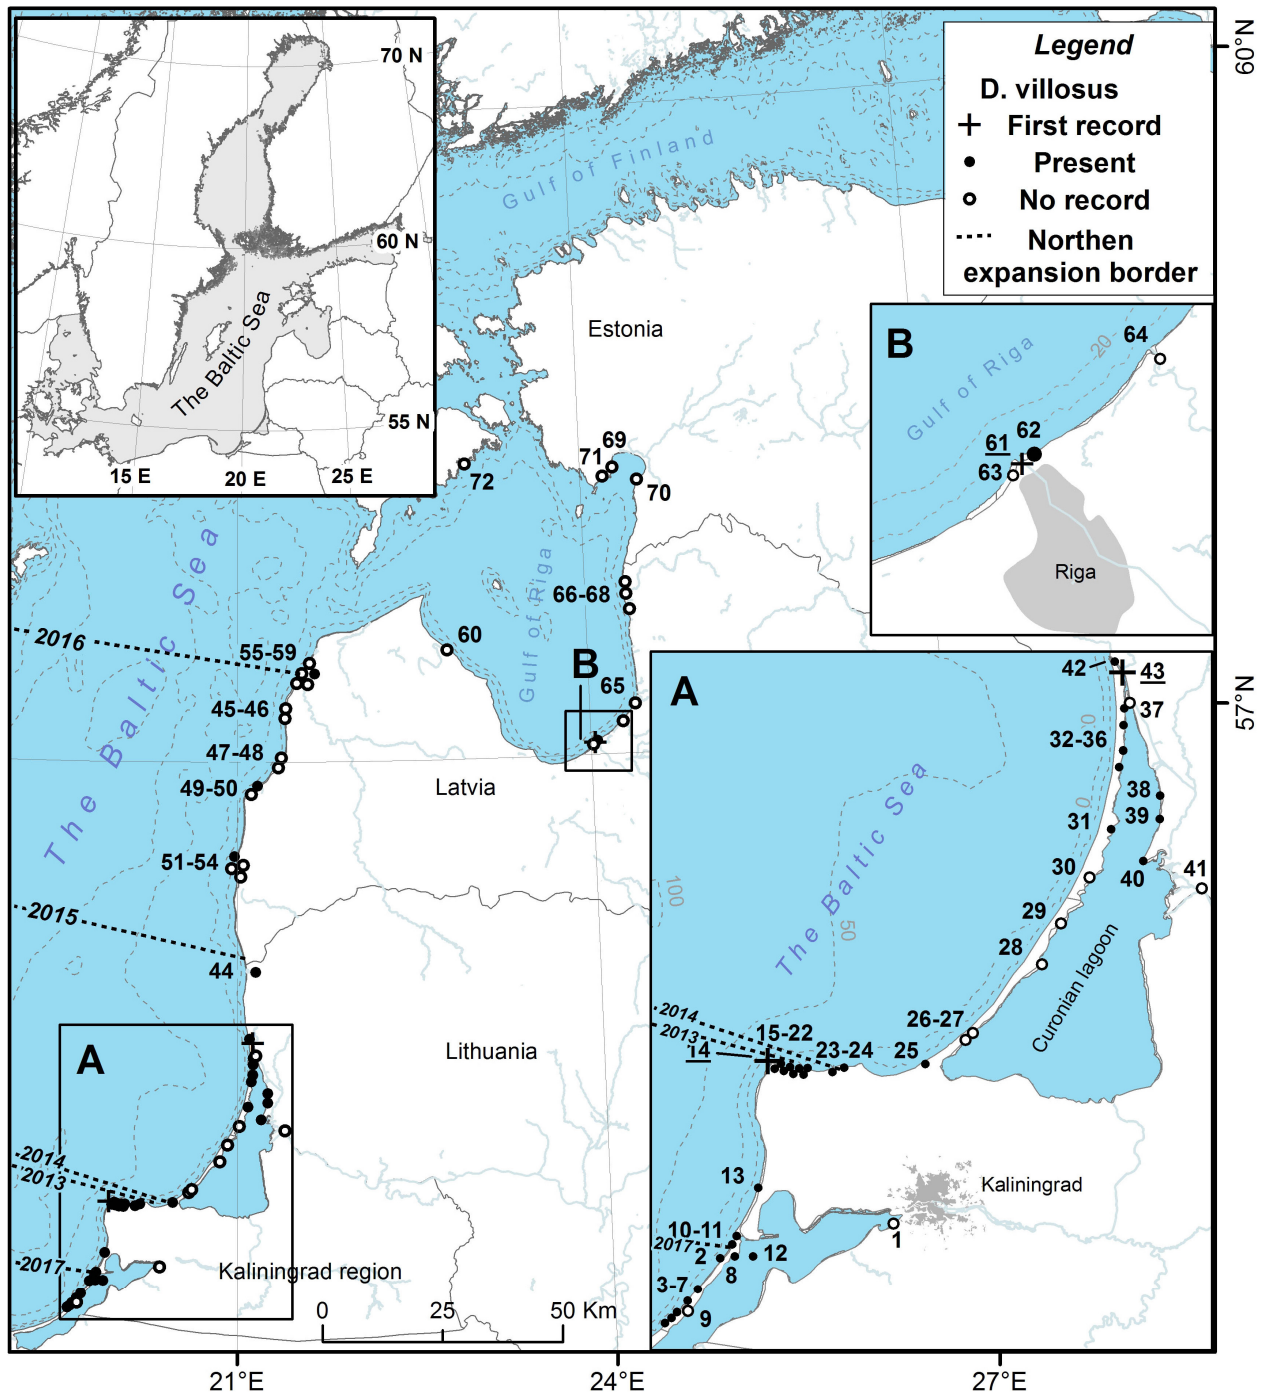 70 N
60 N
55 N
15 E
20 E
25 E
The Baltic Sea
Legend
D. villosus
First record
Present
No record
Northen
expansion border
60°N
57°N
Gulf of Finland
Estonia
B
Gulf of Riga
20
64
62
61
63
Riga
69
71
70
72
66-68
Gulf of Riga
60
65
B
2016
55-59
45-46
47-48
49-50
51-54
The Baltic Sea
2015
44
Latvia
Lithuania
A
2014
2013
2017
Kaliningrad region
0
25
50 Km
A
42
43
37
0
32-36
38
0
39
31
40
41
30
29
28
100
50
The Baltic Sea
Curonian lagoon
2014
2013
14
15-22
23-24
25
26-27
13
Kaliningrad
10-11
2017
2
8
12
1
3-7
9
21°E
24°E
27°E